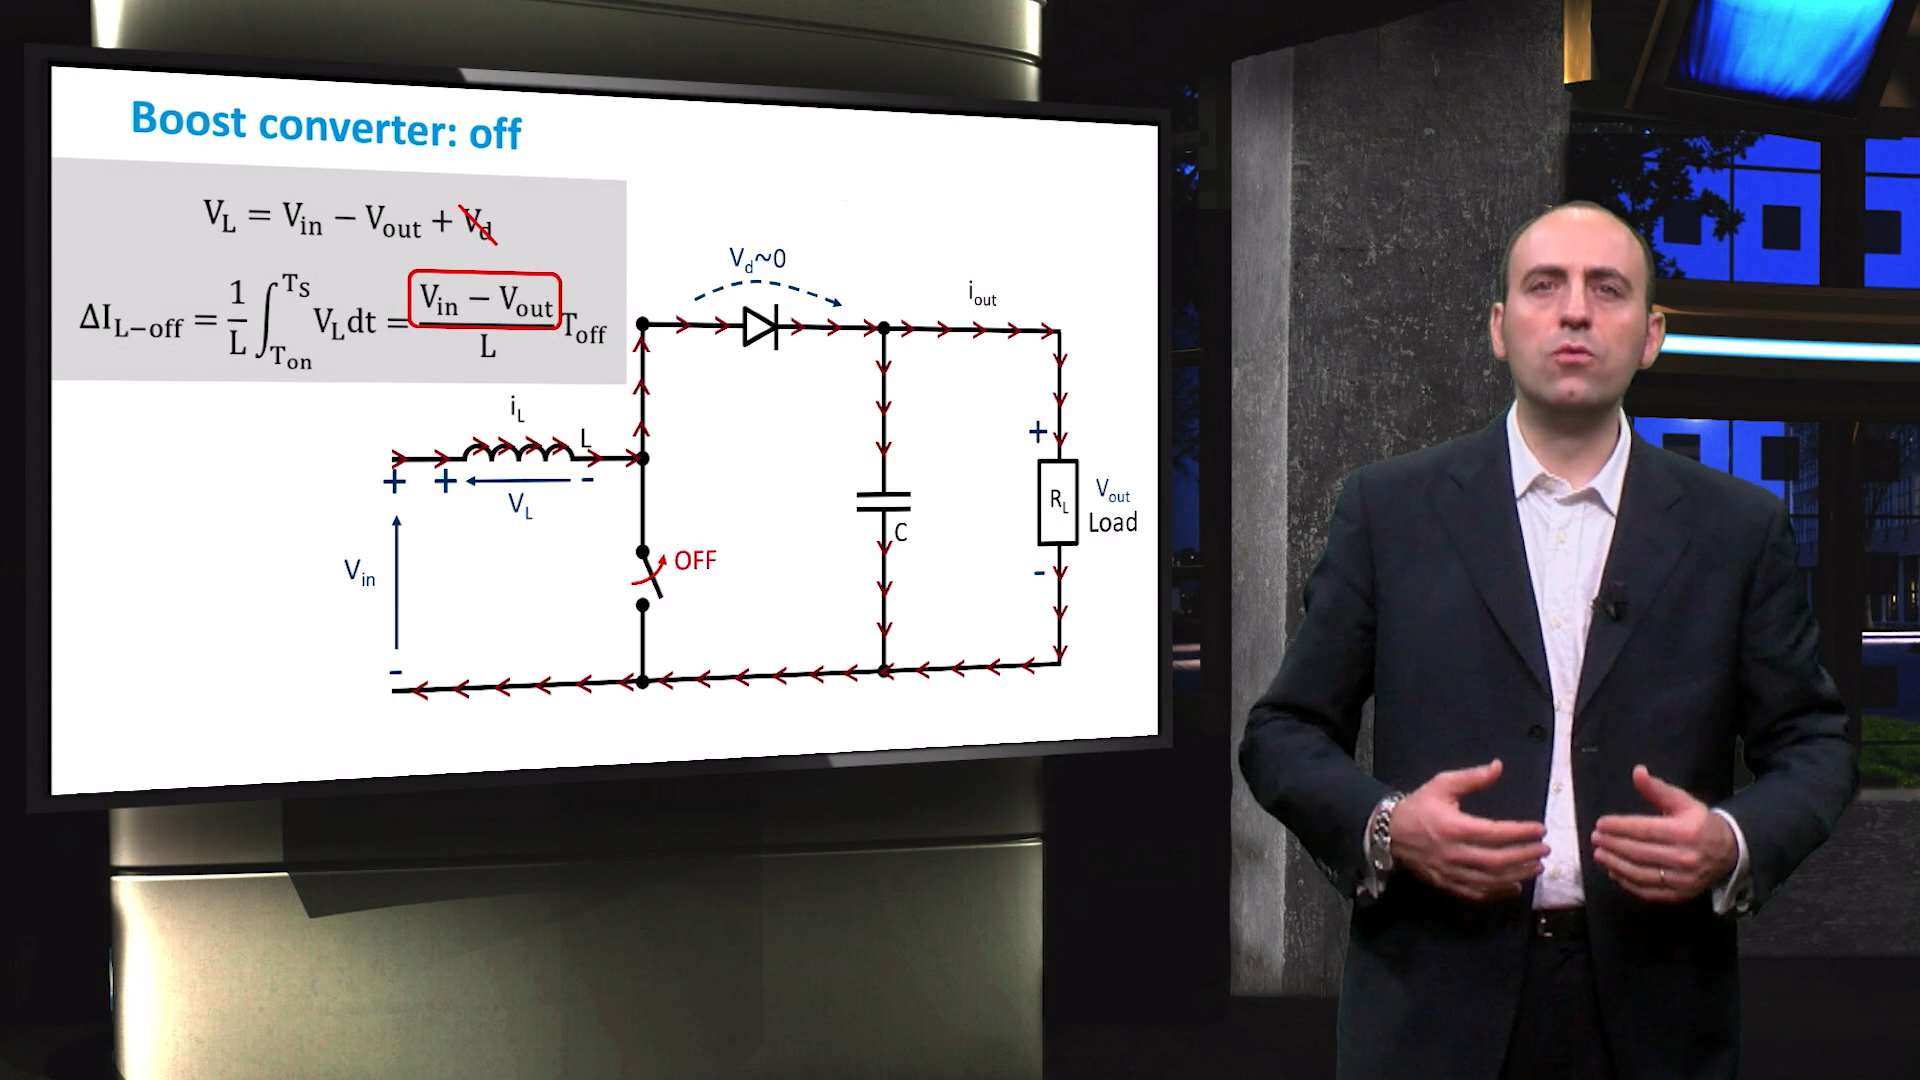 Boost converter: off
V_L = V_in − V_out + V_d
ΔI_L−off = 1/L ∫_Ton^Ts V_L dt = (V_in − V_out)/L T_off
V_d~0
i_out
i_L
L
+
+ + -
V_L
R_L
V_out
Load
C
OFF
V_in
-
-